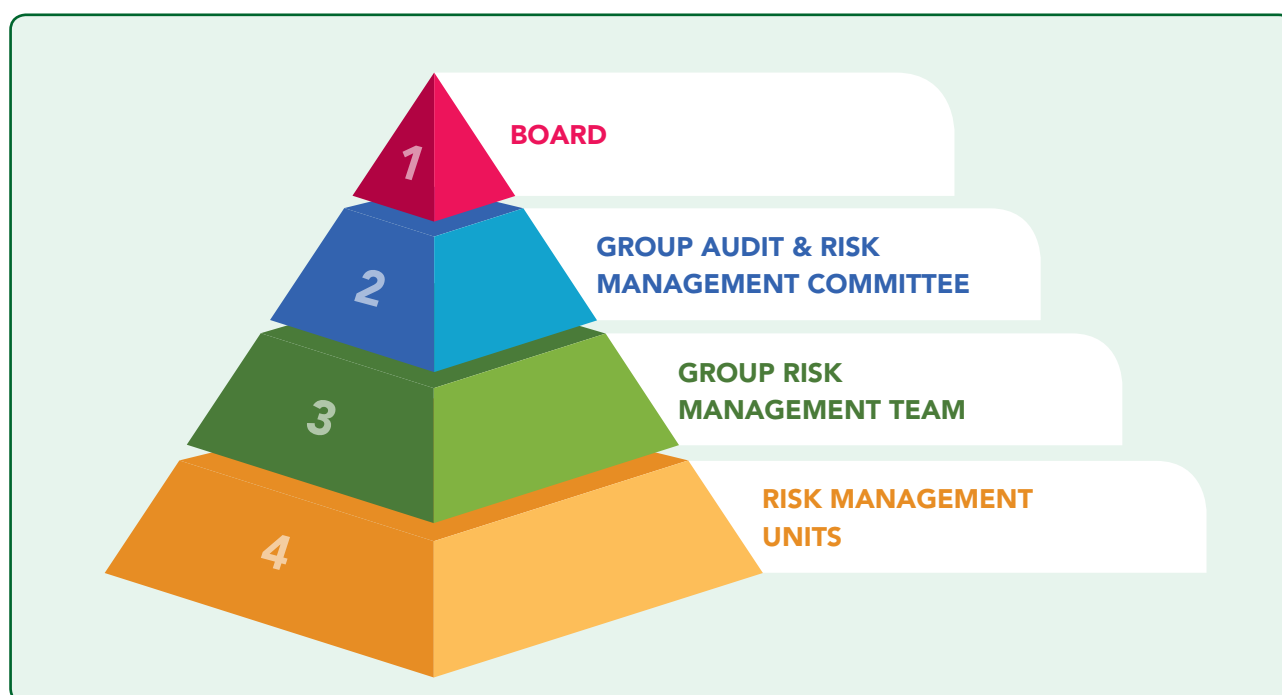 1
BOARD
2
GROUP AUDIT & RISK
MANAGEMENT COMMITTEE
3
GROUP RISK
MANAGEMENT TEAM
4
RISK MANAGEMENT
UNITS